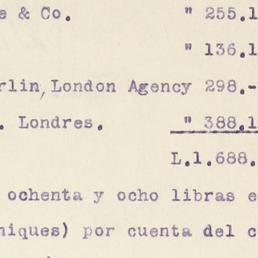 e & Co. " 255.1
" 136.1
rlin, London Agency 298.-
. Londres. " 388.1
L.1.688.
ochenta y ocho libras e
niques) por cuenta del c